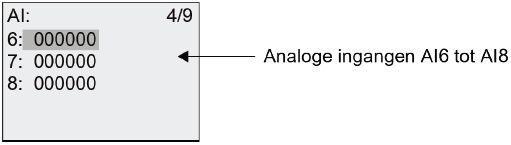 AI: 4/9
6: 000000
7: 000000
8: 000000
Analoge ingangen AI6 tot AI8